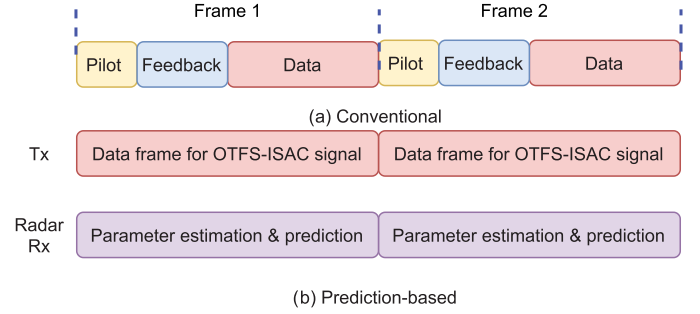 Frame 1 Frame 2
Pilot Feedback Data Pilot Feedback Data
(a) Conventional
Tx Data frame for OTFS-ISAC signal Data frame for OTFS-ISAC signal
Radar Rx Parameter estimation & prediction Parameter estimation & prediction
(b) Prediction-based